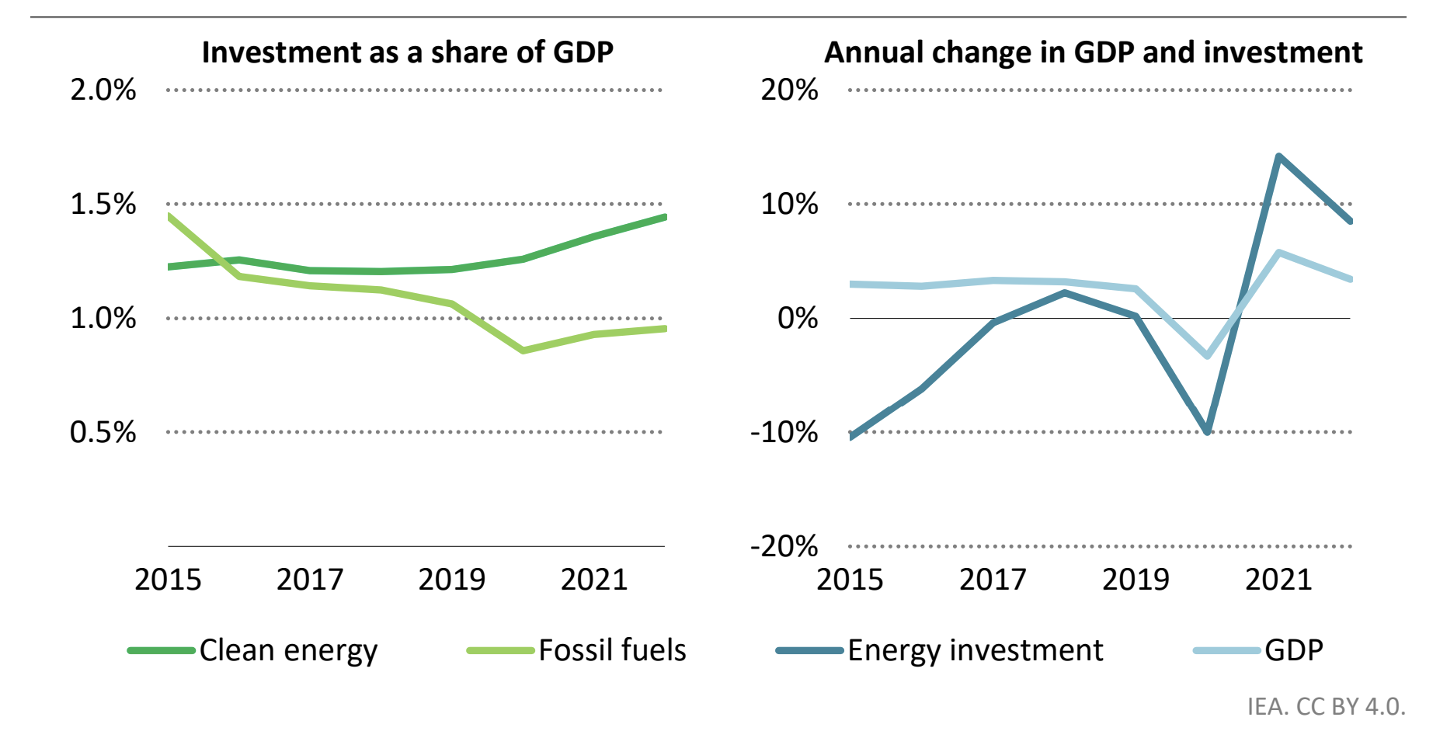 Investment as a share of GDP
2.0%
1.5%
1.0%
0.5%
2015 2017 2019 2021
Clean energy Fossil fuels
Annual change in GDP and investment
20%
10%
0%
-10%
-20%
2015 2017 2019 2021
Energy investment GDP
IEA. CC BY 4.0.